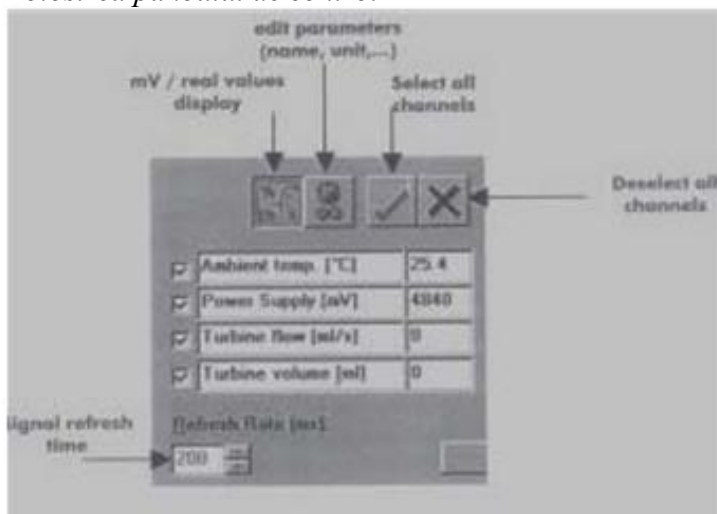 edit parameters
(name, unit,...)
mV / real values
display
Select all
channels
Deselect all
channels
Ambient temp. [°C] 25.4
Power Supply [mV] 4840
Turbine flow [ml/s] 0
Turbine volume [ml] 0
signal refresh
time
Refresh Rate [ms]
200